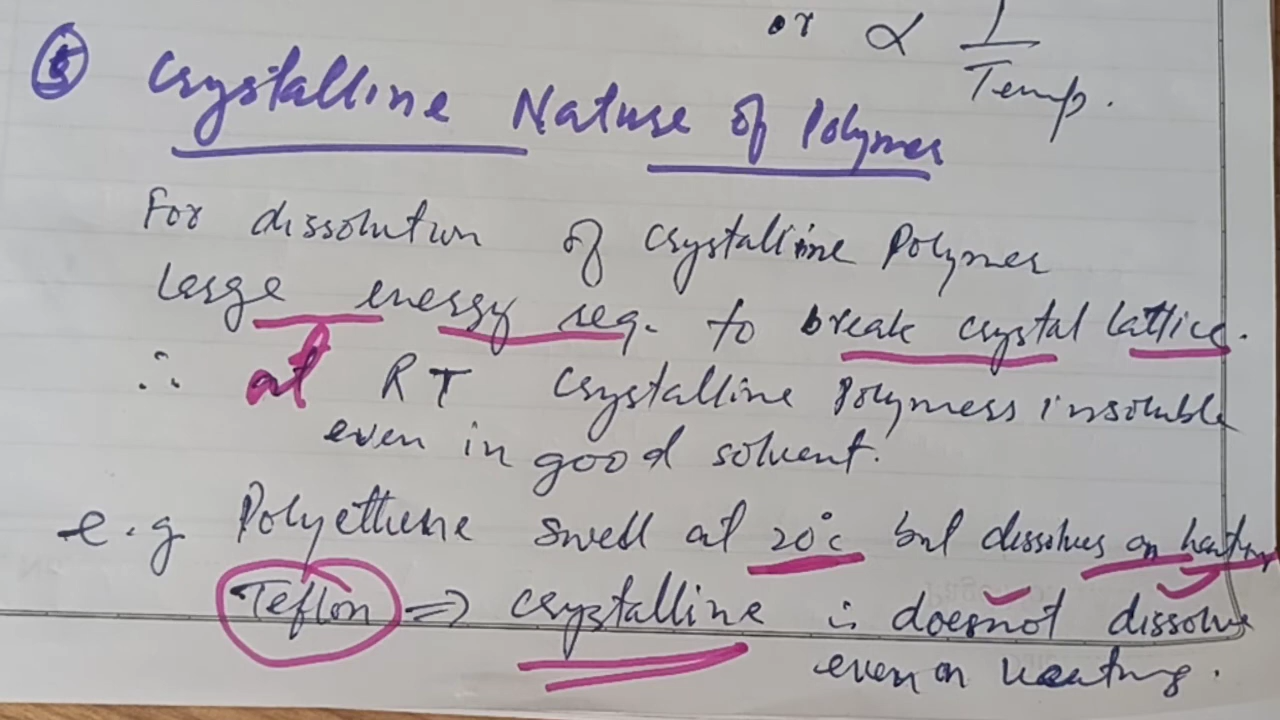 or ∝ 1/Temp.
⑤ Crystalline Nature of Polymer
For dissolution of crystalline Polymer
large energy req. to break crystal lattice.
∴ at RT crystalline Polymers insoluble
even in good solvent.
e.g Polyethene swell at 20°c but dissolves on heating
Teflon ⇒ crystalline is doesnot dissolve
even on heating.